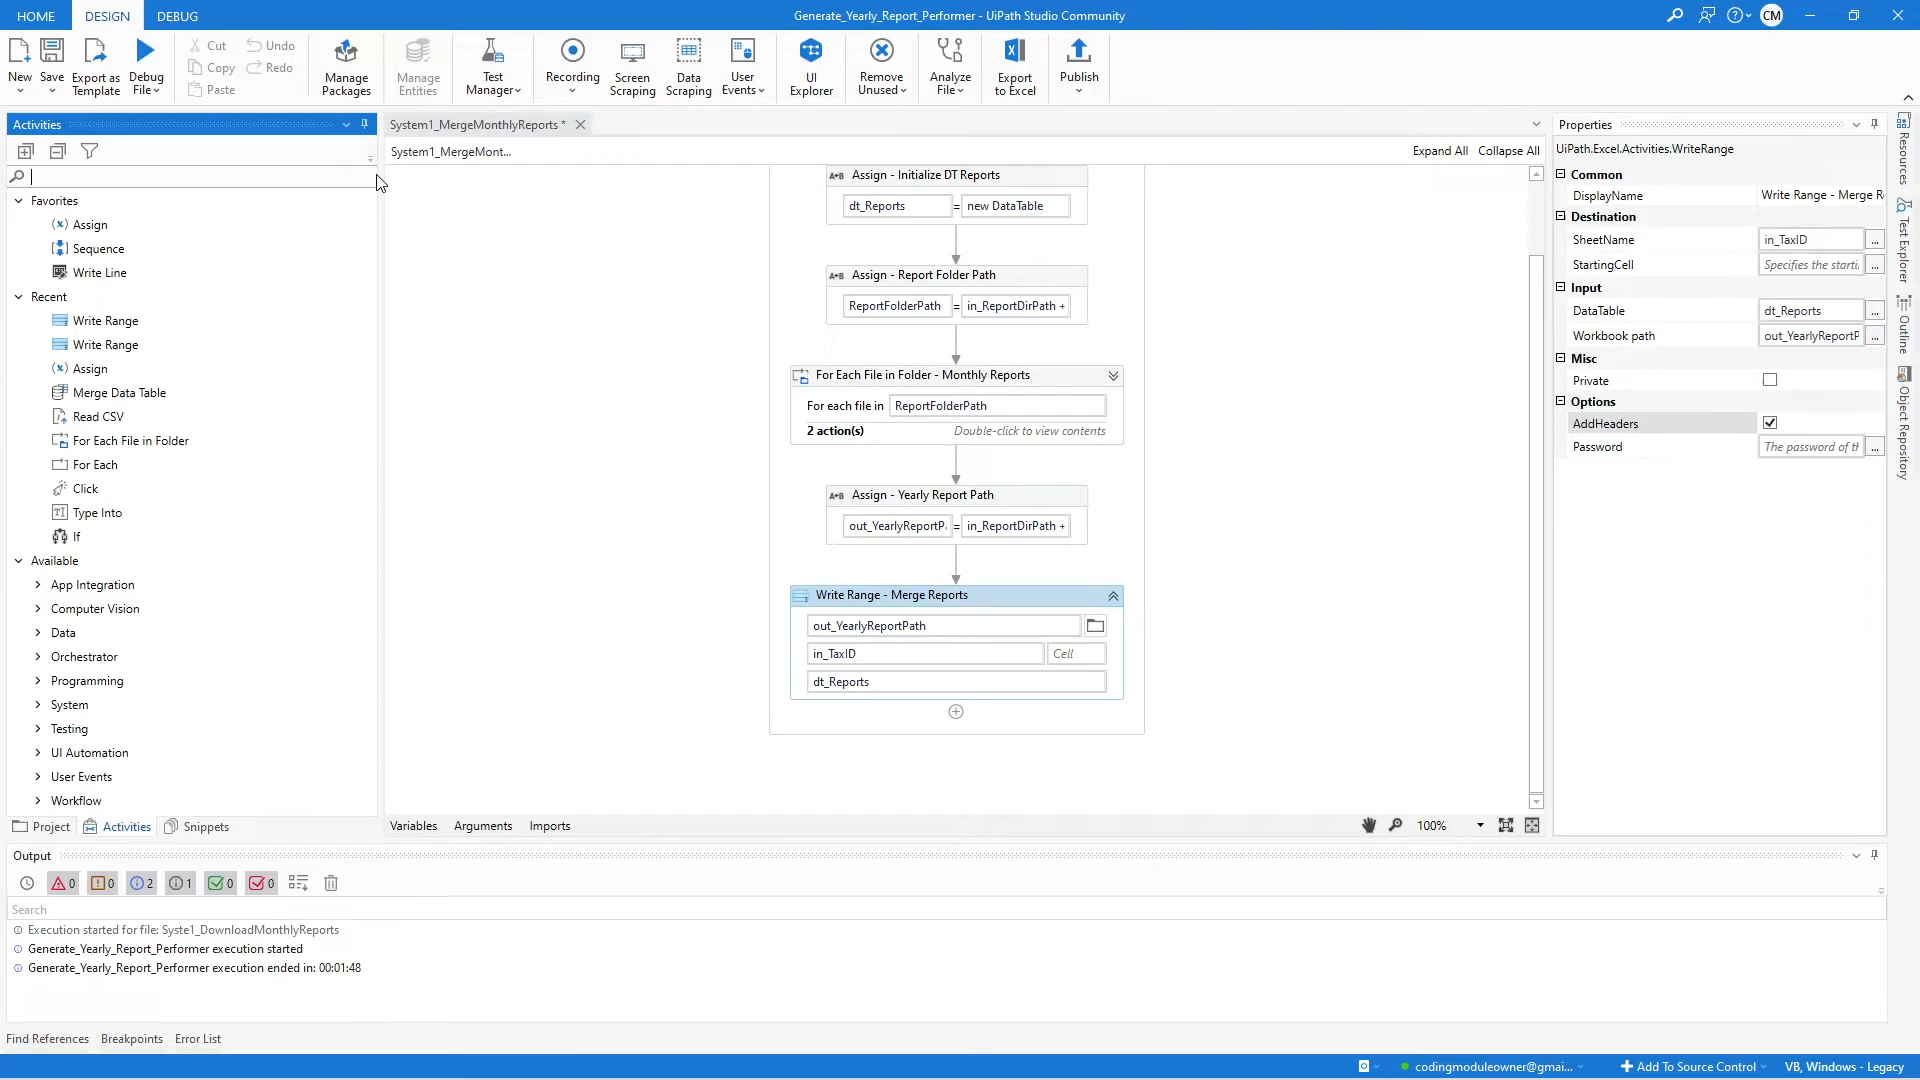 HOME DESIGN DEBUG
Generate_Yearly_Report_Performer - UiPath Studio Community
CM
New
Save
Export as Template
Debug File
Cut
Copy
Paste
Undo
Redo
Manage Packages
Manage Entities
Test Manager
Recording
Screen Scraping
Data Scraping
User Events
UI Explorer
Remove Unused
Analyze File
Export to Excel
Publish
Activities
Favorites
Assign
Sequence
Write Line
Recent
Write Range
Write Range
Assign
Merge Data Table
Read CSV
For Each File in Folder
For Each
Click
Type Into
If
Available
App Integration
Computer Vision
Data
Orchestrator
Programming
System
Testing
UI Automation
User Events
Workflow
Project Activities Snippets
System1_MergeMonthlyReports *
System1_MergeMont...
Expand All Collapse All
A+B Assign - Initialize DT Reports
dt_Reports = new DataTable
A+B Assign - Report Folder Path
ReportFolderPath = in_ReportDirPath +
For Each File in Folder - Monthly Reports
For each file in ReportFolderPath
2 action(s) Double-click to view contents
A+B Assign - Yearly Report Path
out_YearlyReportP = in_ReportDirPath +
Write Range - Merge Reports
out_YearlyReportPath
in_TaxID Cell
dt_Reports
Variables Arguments Imports
100%
Properties
UiPath.Excel.Activities.WriteRange
Common
DisplayName Write Range - Merge R
Destination
SheetName in_TaxID ...
StartingCell Specifies the starti ...
Input
DataTable dt_Reports ...
Workbook path out_YearlyReportP ...
Misc
Private
Options
AddHeaders
Password The password of th ...
Resources
Test Explorer
Outline
Object Repository
Output
0 0 2 1 0 0
Search
Execution started for file: Syste1_DownloadMonthlyReports
Generate_Yearly_Report_Performer execution started
Generate_Yearly_Report_Performer execution ended in: 00:01:48
Find References Breakpoints Error List
codingmoduleowner@gmai...
Add To Source Control
VB, Windows - Legacy